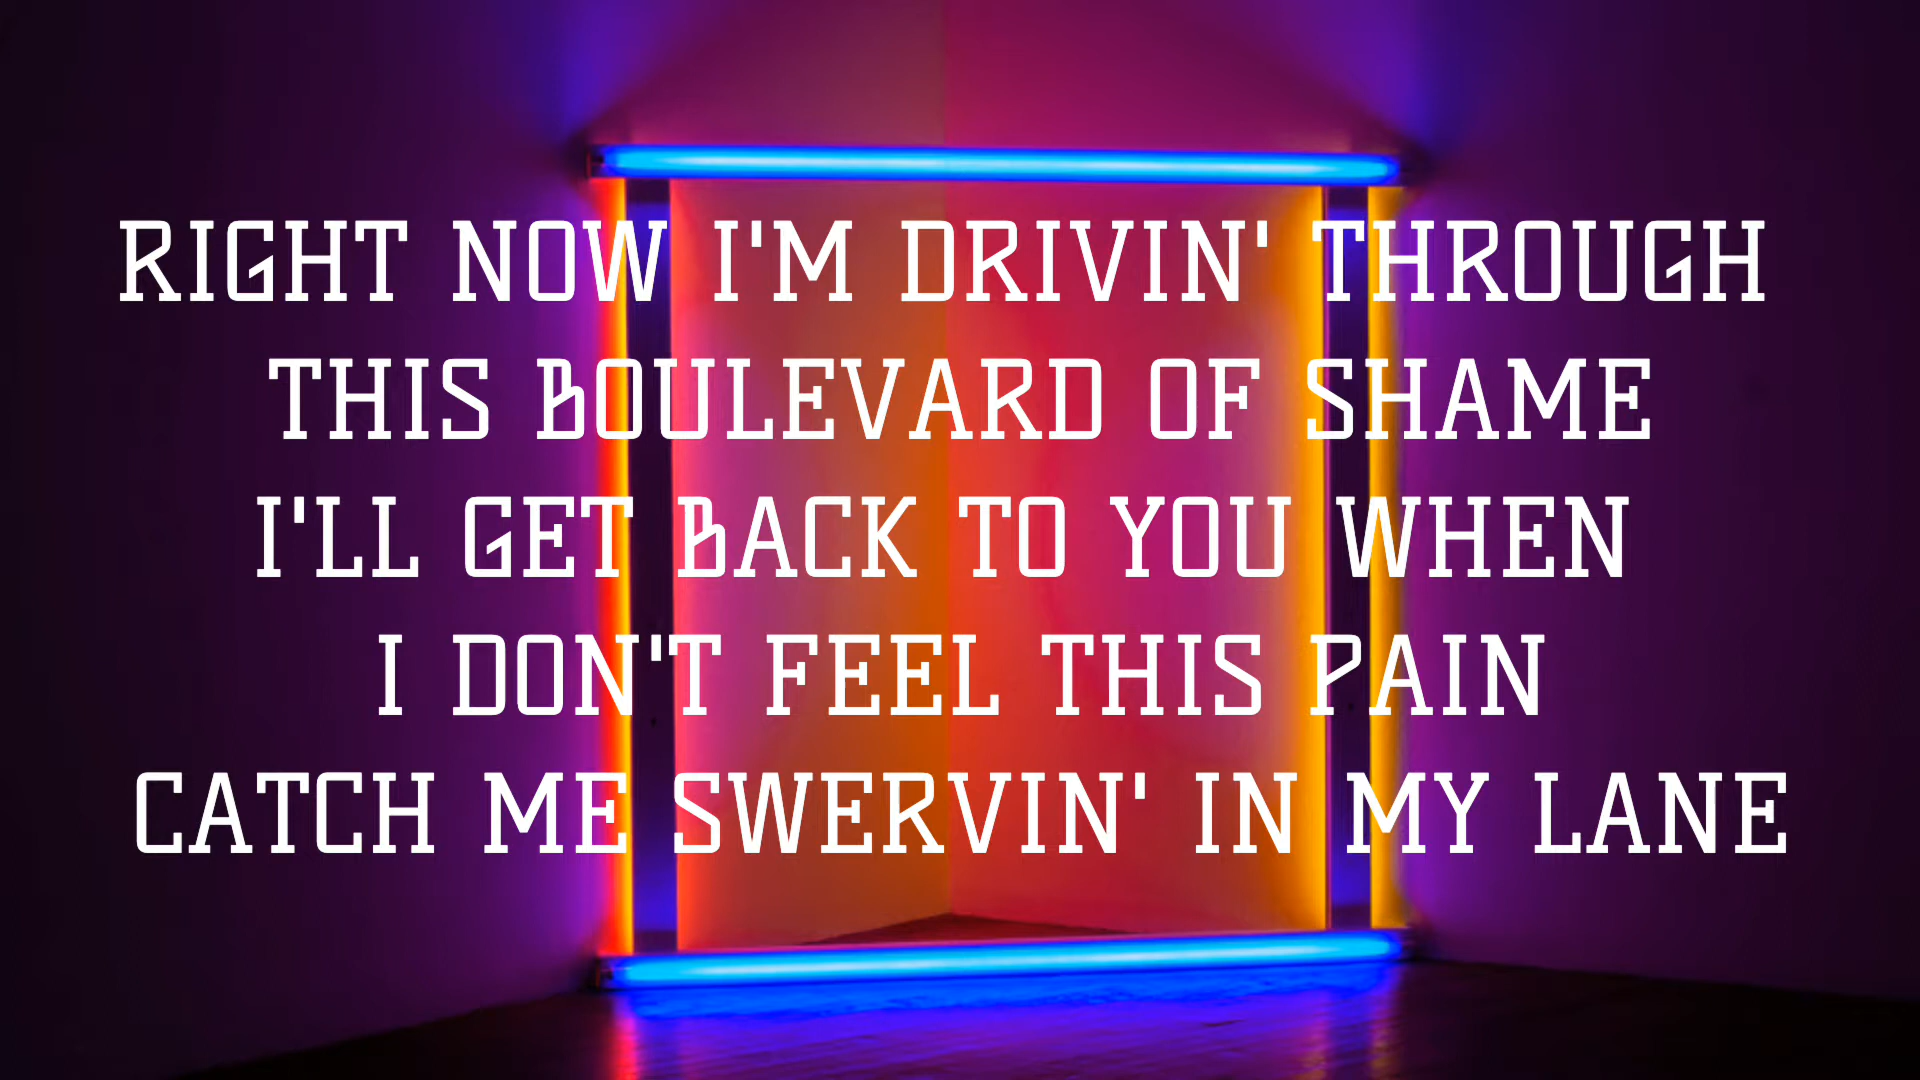 RIGHT NOW I'M DRIVIN' THROUGH
THIS BOULEVARD OF SHAME
I'LL GET BACK TO YOU WHEN
I DON'T FEEL THIS PAIN
CATCH ME SWERVIN' IN MY LANE